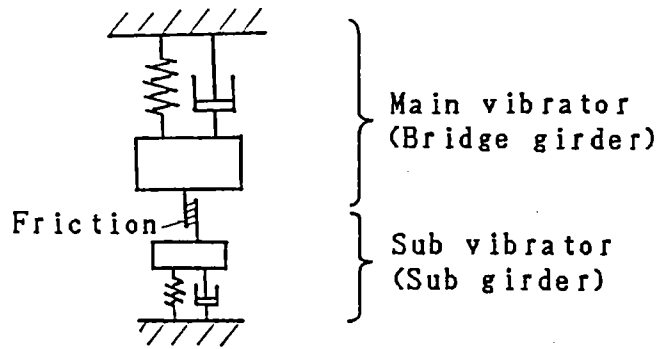 Main vibrator
(Bridge girder)
Friction
Sub vibrator
(Sub girder)